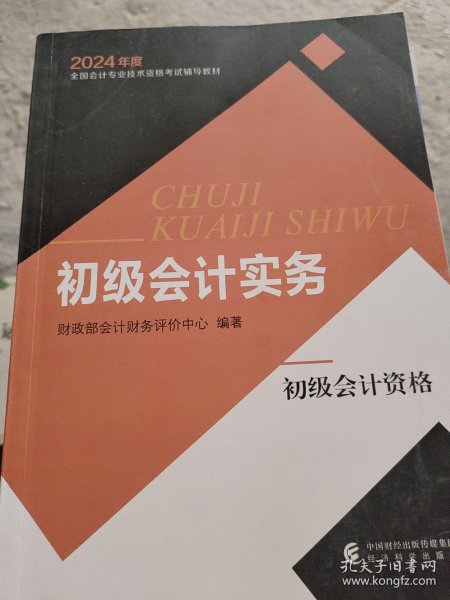 2024年度
全国会计专业技术资格考试辅导教材
CHUJI
KUAIJI SHIWU
初级会计实务
财政部会计财务评价中心 编著
初级会计资格
中国财经出版传媒集团
经济科学出版
孔夫子旧书网
www.kongfz.com